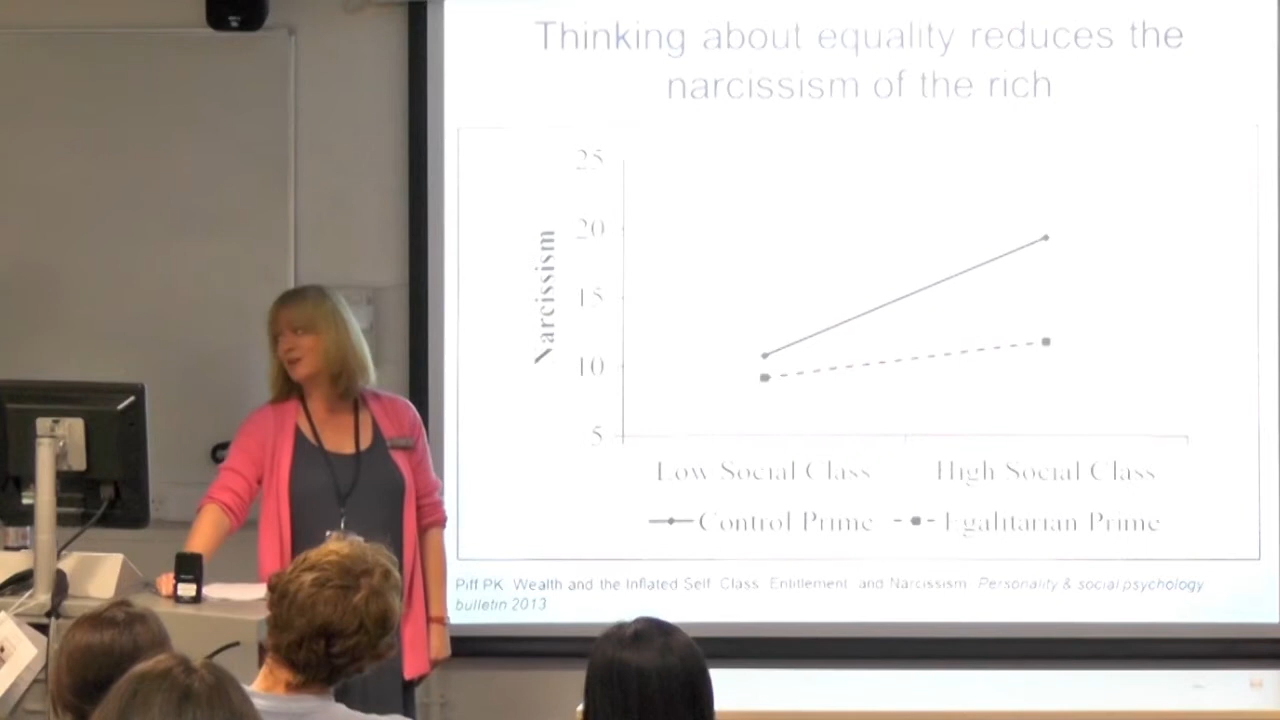 Thinking about equality reduces the
narcissism of the rich
25
20
15
10
5
Narcissism
Low Social Class
High Social Class
Control Prime
Egalitarian Prime
Piff PK Wealth and the Inflated Self Class Entitlement and Narcissism Personality & social psychology
bulletin 2013